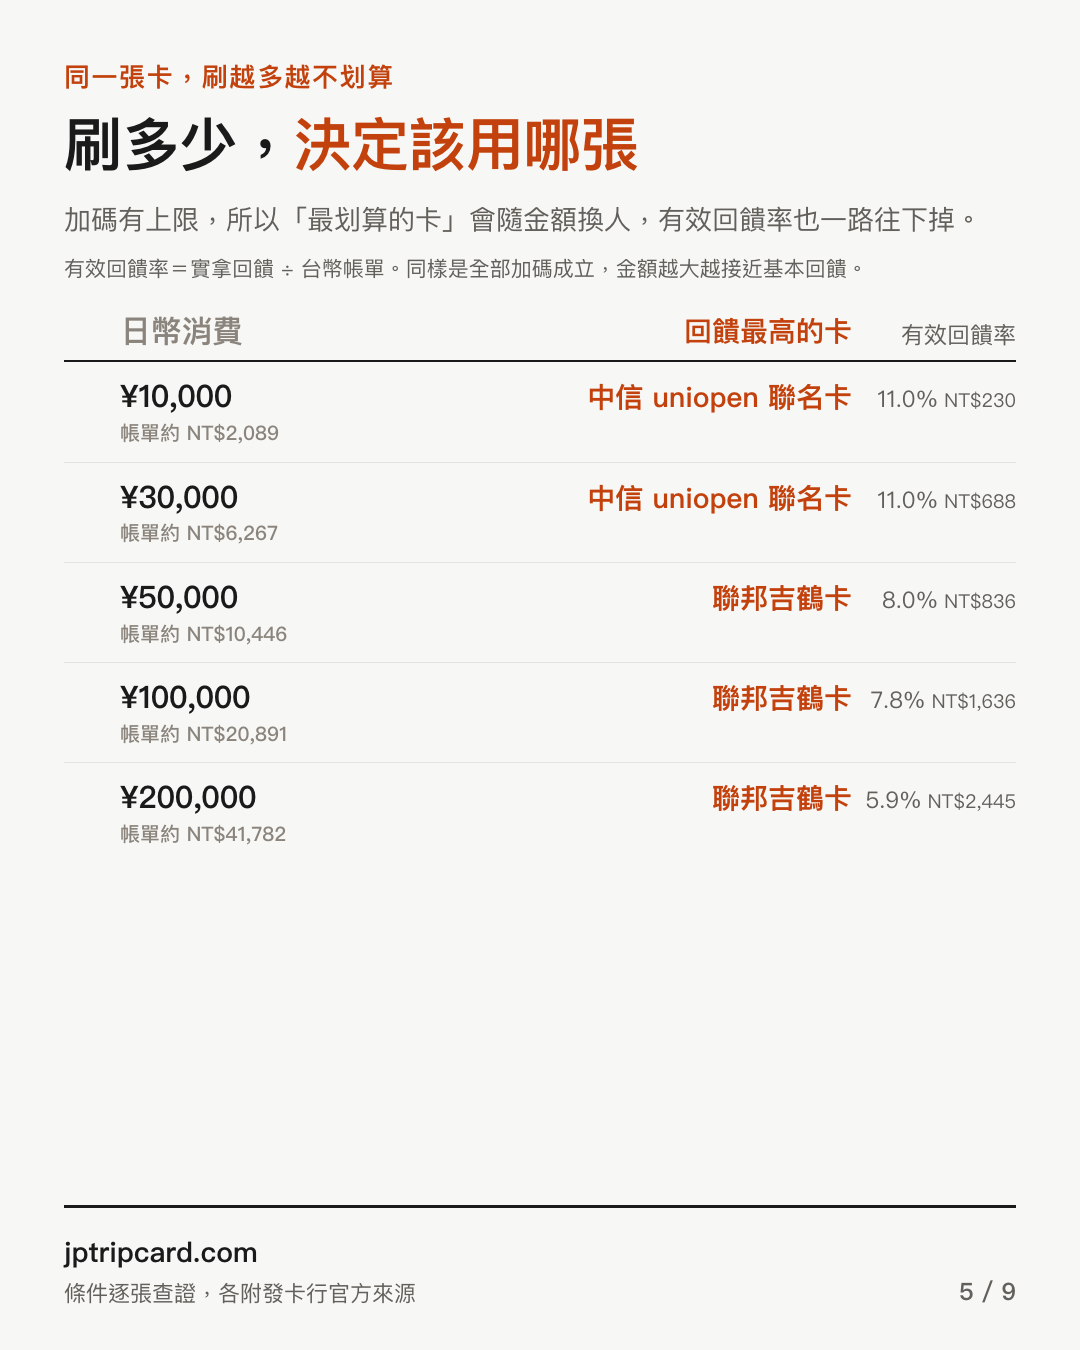 同一張卡，刷越多越不划算
刷多少，決定該用哪張
加碼有上限，所以「最划算的卡」會隨金額換人，有效回饋率也一路往下掉。
有效回饋率＝實拿回饋 ÷ 台幣帳單。同樣是全部加碼成立，金額越大越接近基本回饋。
日幣消費 回饋最高的卡 有效回饋率
¥10,000 中信 uniopen 聯名卡 11.0% NT$230
帳單約 NT$2,089
¥30,000 中信 uniopen 聯名卡 11.0% NT$688
帳單約 NT$6,267
¥50,000 聯邦吉鶴卡 8.0% NT$836
帳單約 NT$10,446
¥100,000 聯邦吉鶴卡 7.8% NT$1,636
帳單約 NT$20,891
¥200,000 聯邦吉鶴卡 5.9% NT$2,445
帳單約 NT$41,782
jptripcard.com
條件逐張查證，各附發卡行官方來源 5 / 9